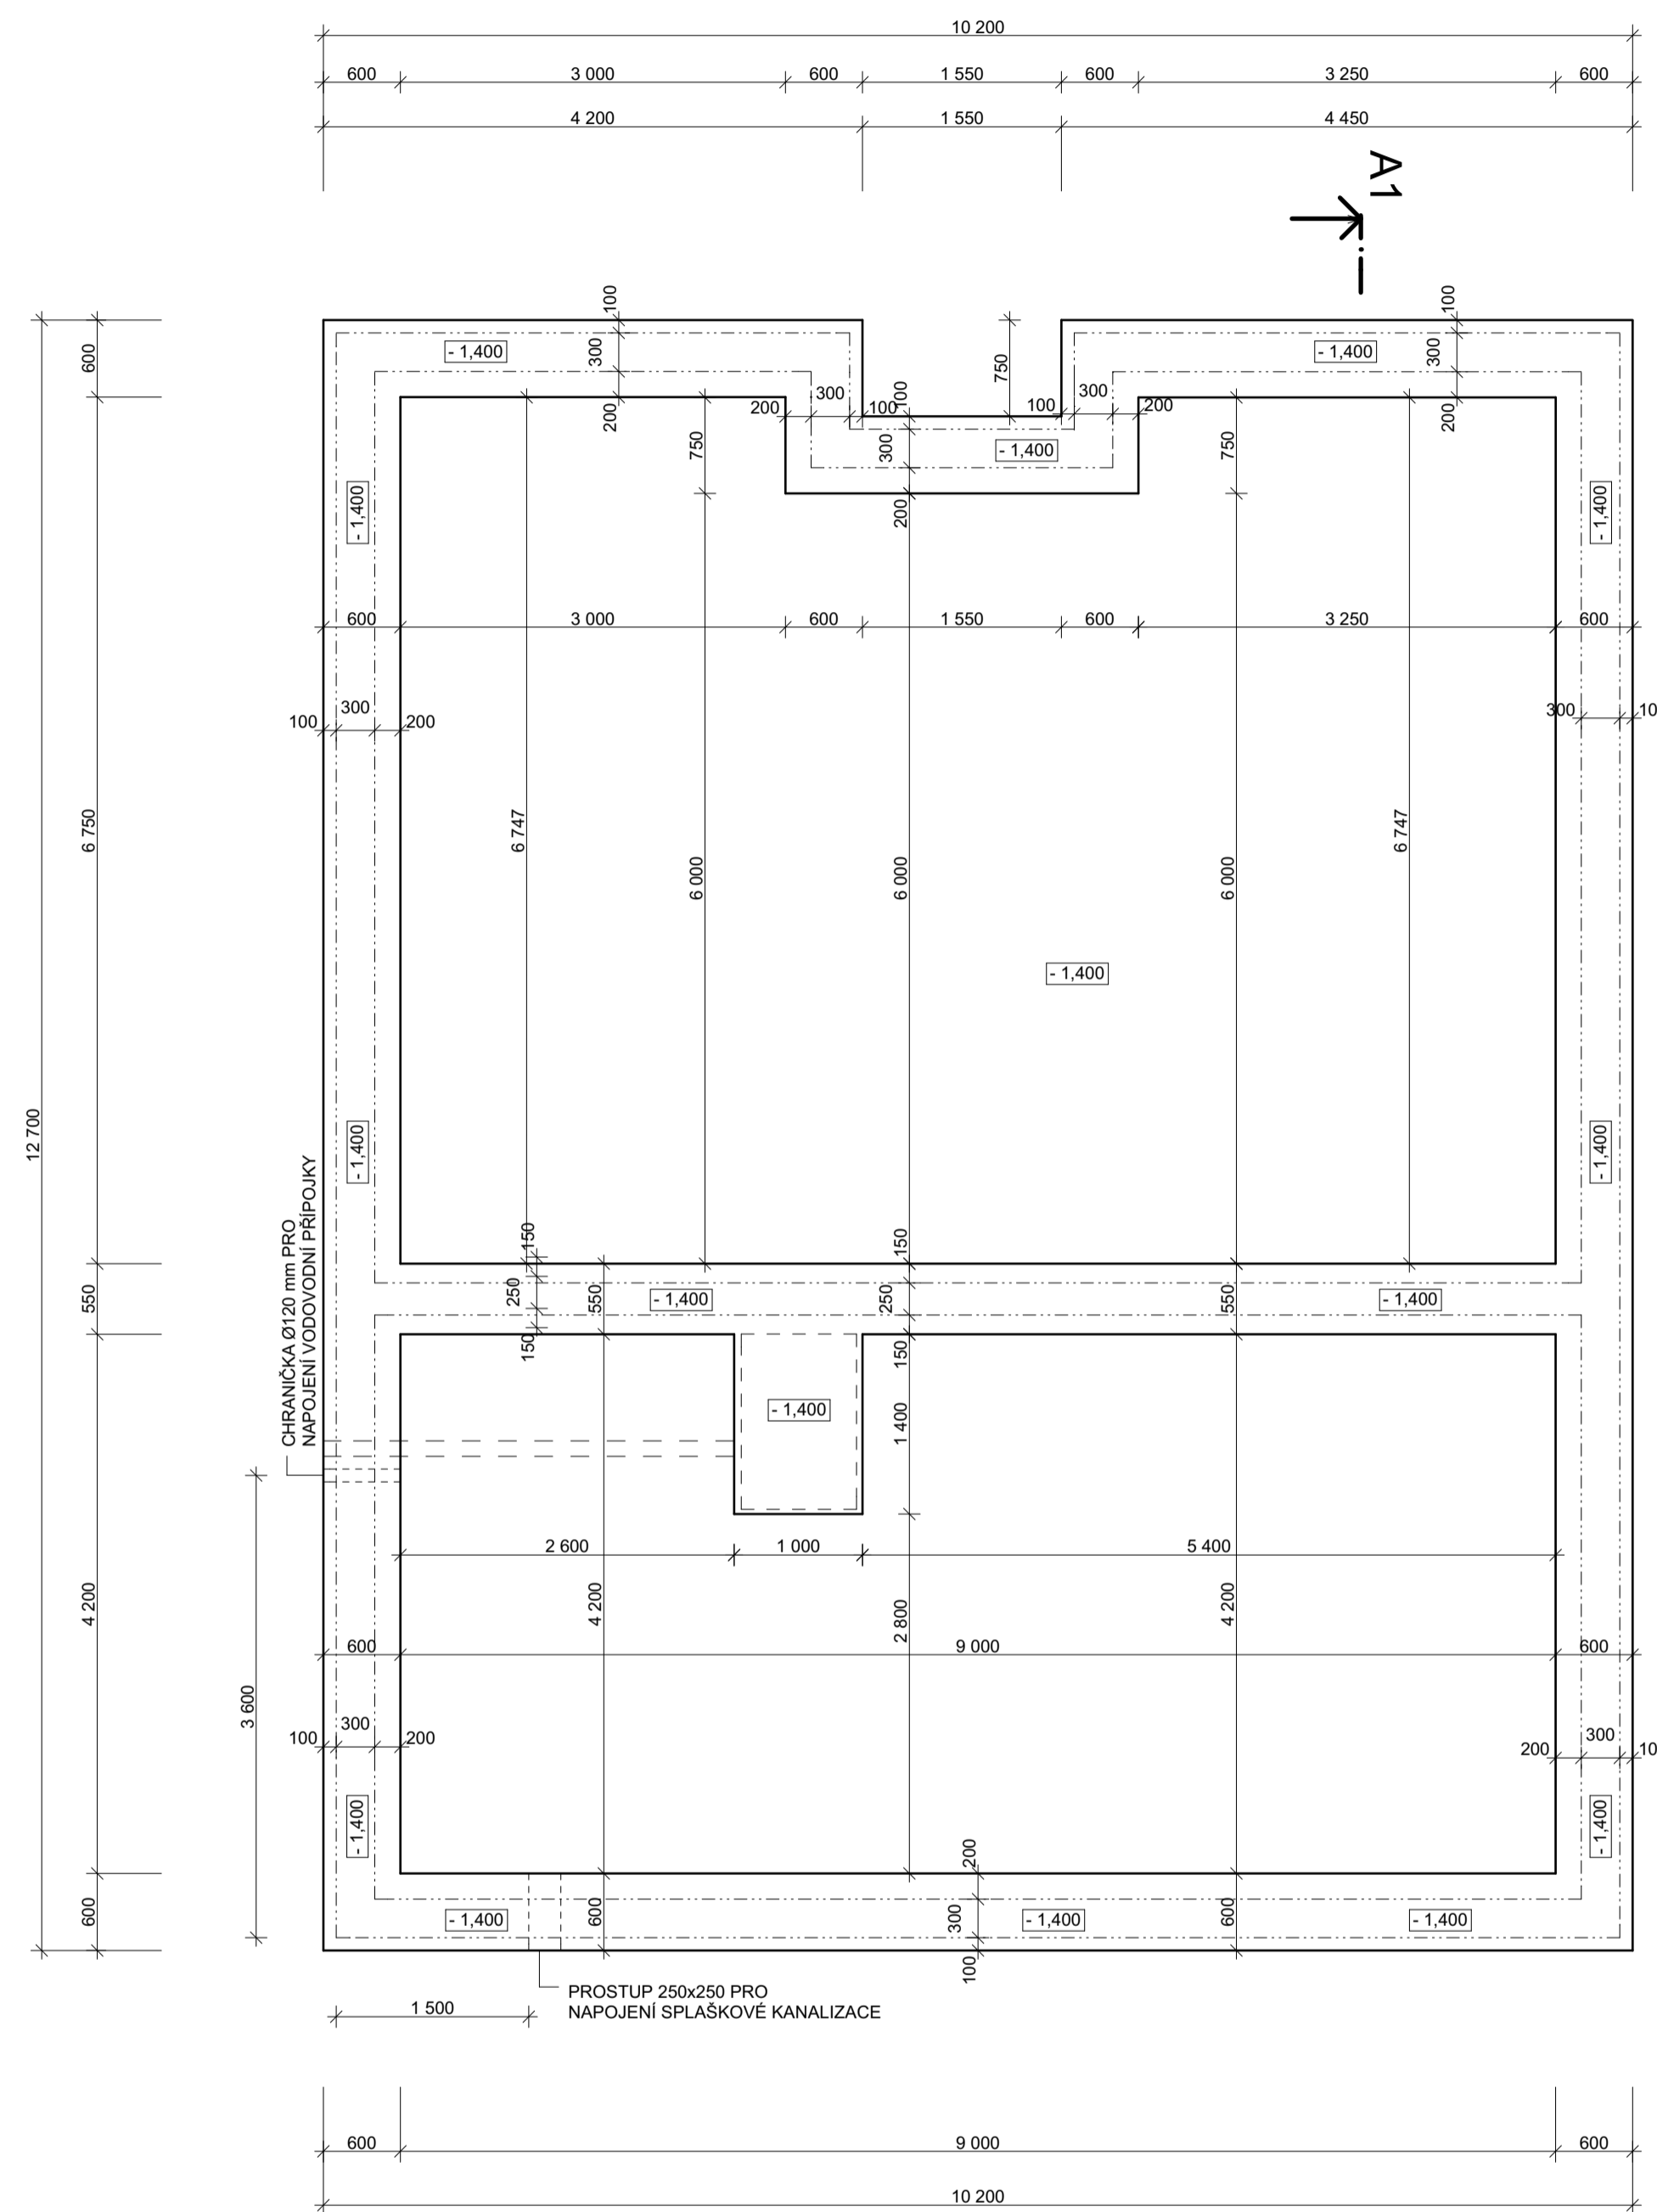 10 200
600 3 000 600 1 550 600 3 250 600
4 200 1 550 4 450
A1
100 100
600 - 1,400 300 750 - 1,400 300
200 300 100 100 100 300 200
200 200
750 300 - 1,400 750
- 1,400 200 - 1,400
600 3 000 600 1 550 600 3 250 600
100 300 200 300 10
6 750 6 747 6 000 6 000 6 000 6 747
- 1,400
12 700 - 1,400 - 1,400
CHRANIČKA Ø120 mm PRO
NAPOJENÍ VODOVODNÍ PŘÍPOJKY
150 150
550 250 550 - 1,400 250 550 - 1,400
150 150
- 1,400 1 400
2 600 1 000 5 400
4 200 4 200 2 800 4 200
600 9 000 600
3 600
100 300 200 200 300 10
- 1,400 - 1,400
200
600 - 1,400 600 300 - 1,400 600 - 1,400
100
PROSTUP 250x250 PRO
NAPOJENÍ SPLAŠKOVÉ KANALIZACE
1 500
600 9 000 600
10 200